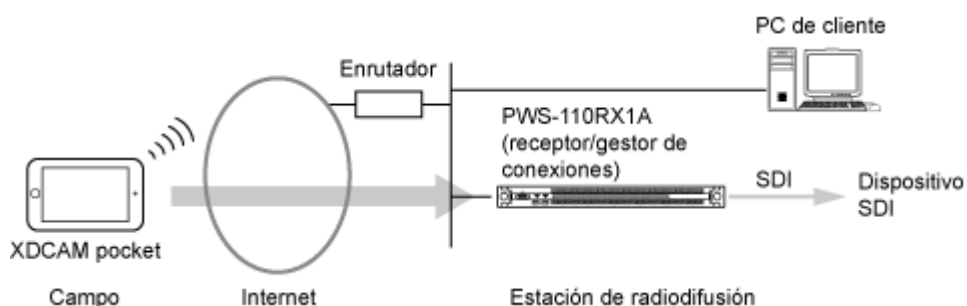 PC de cliente
Enrutador
PWS-110RX1A
(receptor/gestor de
conexiones)
SDI
Dispositivo
SDI
XDCAM pocket
Campo
Internet
Estación de radiodifusión